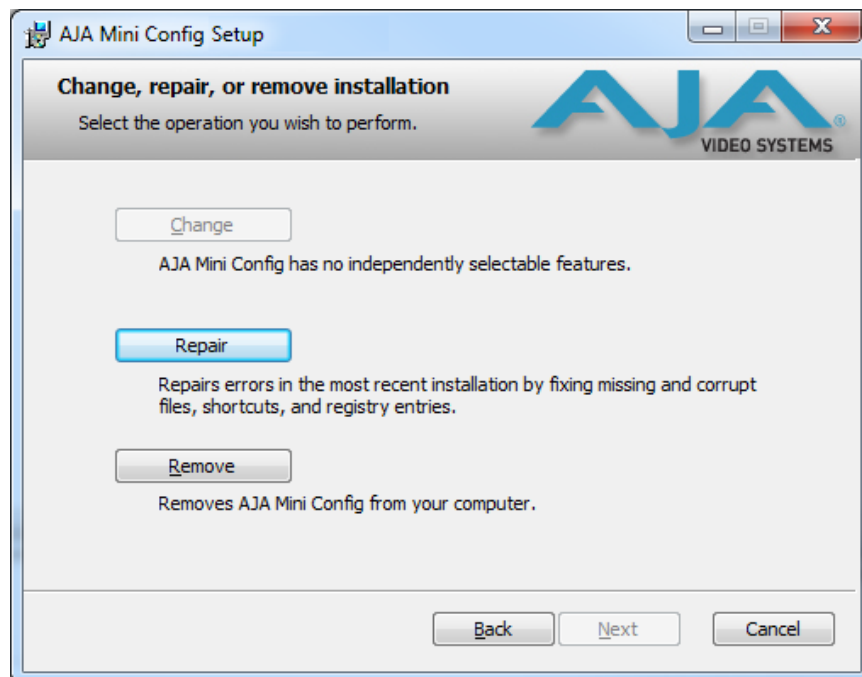 AJA Mini Config Setup
Change, repair, or remove installation
Select the operation you wish to perform.
AJA ®
VIDEO SYSTEMS
Change
AJA Mini Config has no independently selectable features.
Repair
Repairs errors in the most recent installation by fixing missing and corrupt
files, shortcuts, and registry entries.
Remove
Removes AJA Mini Config from your computer.
Back Next Cancel